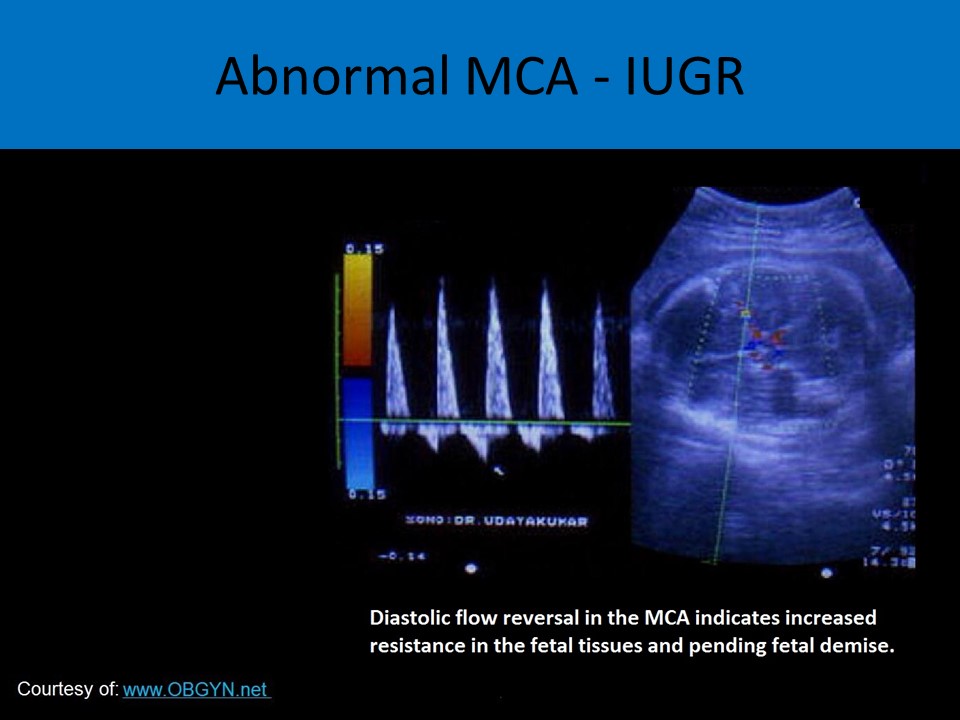 Abnormal MCA - IUGR
0.15
0.15
SONO:DR.UDAYAKUMAR
-0.14
Diastolic flow reversal in the MCA indicates increased
resistance in the fetal tissues and pending fetal demise.
Courtesy of: www.OBGYN.net